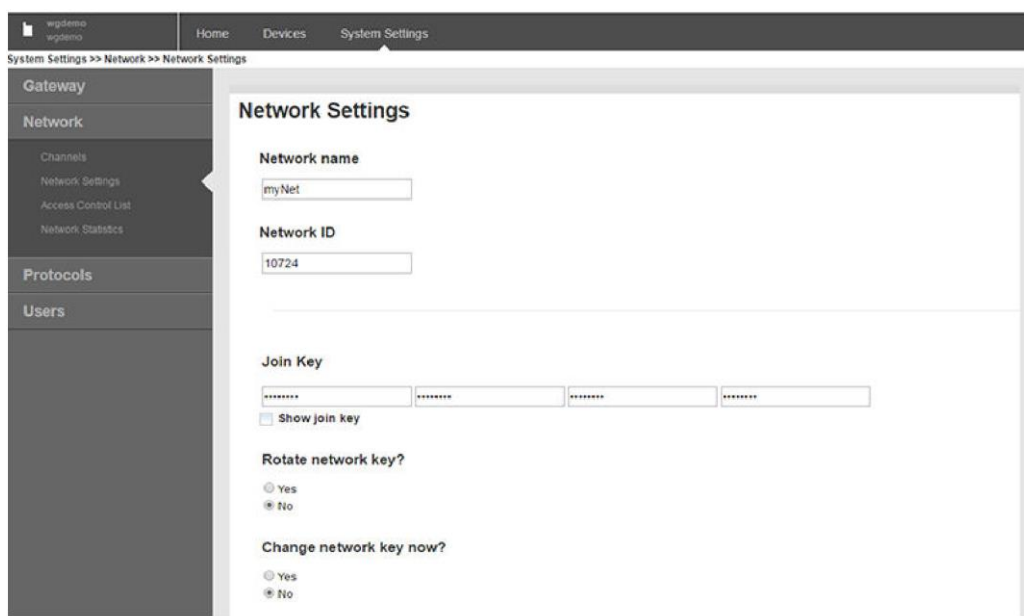 wgdemo
wgdemo
Home Devices System Settings
System Settings >> Network >> Network Settings
Gateway
Network
Channels
Network Settings
Access Control List
Network Statistics
Protocols
Users
Network Settings
Network name
myNet
Network ID
10724
Join Key
•••••••• •••••••• •••••••• ••••••••
Show join key
Rotate network key?
Yes
No
Change network key now?
Yes
No